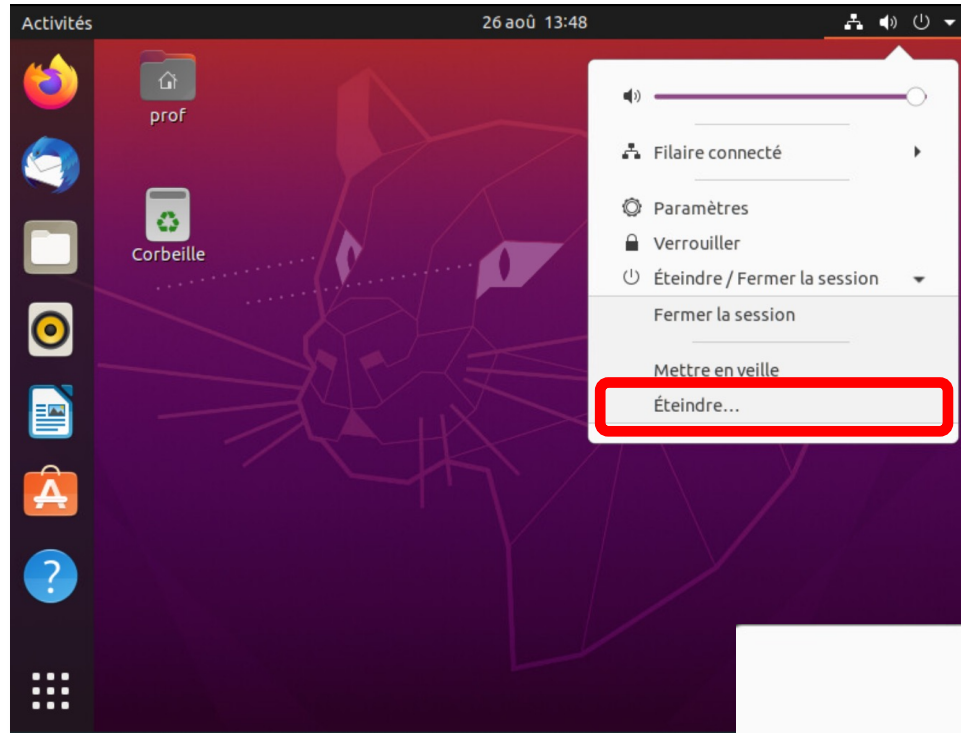 Activités
26 aoû 13:48
prof
Corbeille
Filaire connecté
Paramètres
Verrouiller
Éteindre / Fermer la session
Fermer la session
Mettre en veille
Éteindre...